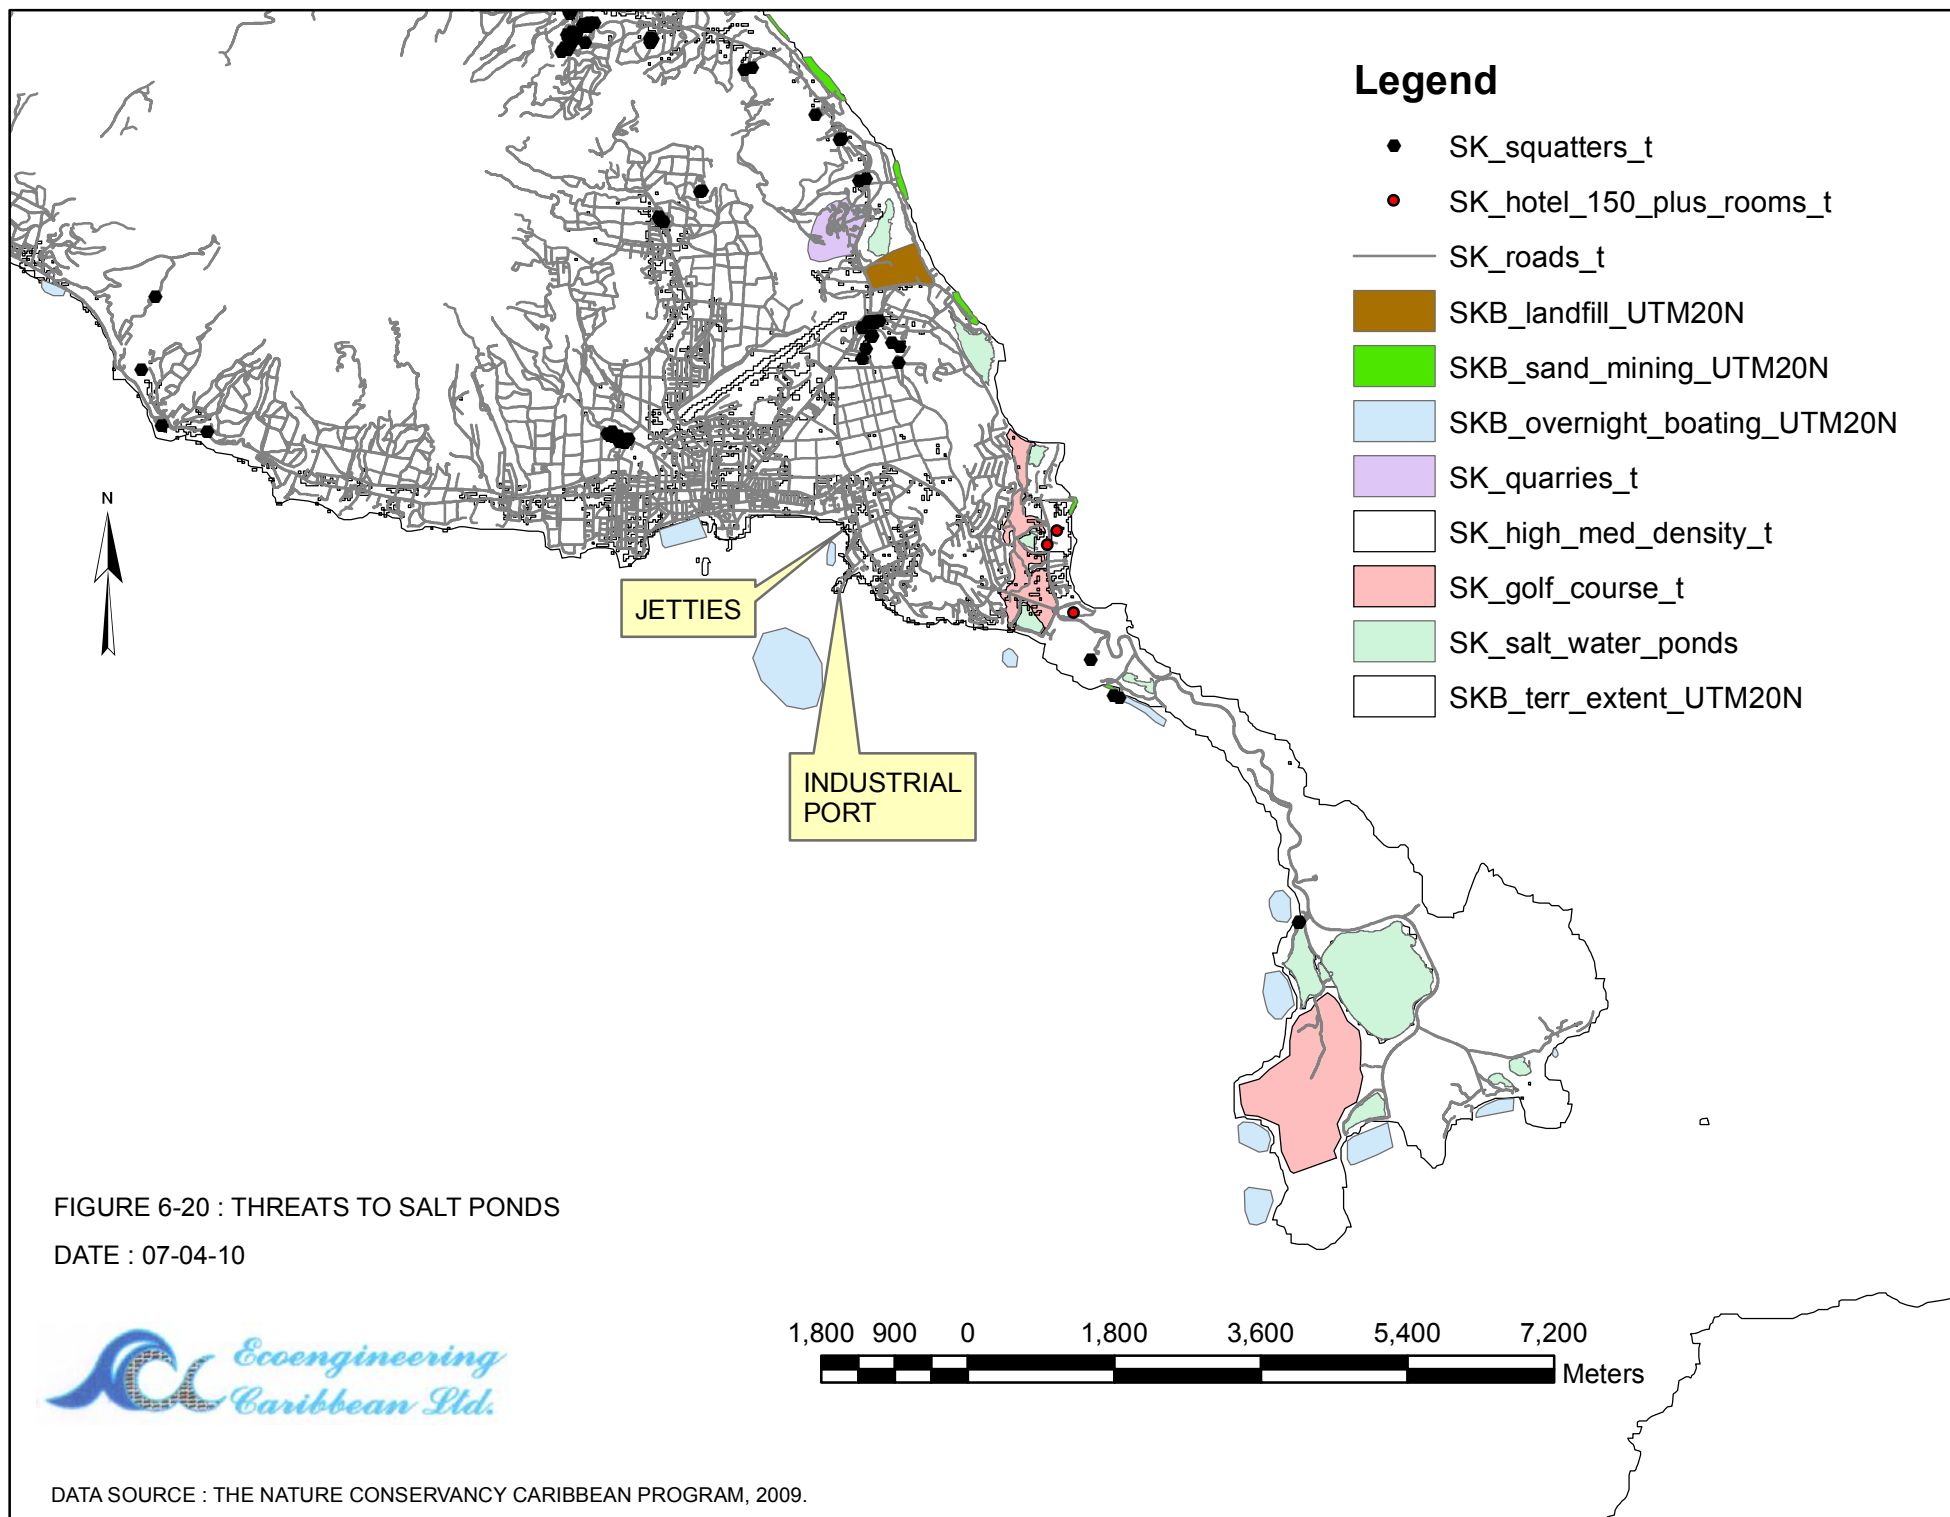 Legend
SK_squatters_t
SK_hotel_150_plus_rooms_t
SK_roads_t
SKB_landfill_UTM20N
SKB_sand_mining_UTM20N
SKB_overnight_boating_UTM20N
SK_quarries_t
SK_high_med_density_t
SK_golf_course_t
SK_salt_water_ponds
SKB_terr_extent_UTM20N
N
JETTIES
INDUSTRIAL
PORT
FIGURE 6-20 : THREATS TO SALT PONDS
DATE : 07-04-10
Ecoengineering
Caribbean Ltd.
1,800 900 0 1,800 3,600 5,400 7,200
Meters
DATA SOURCE : THE NATURE CONSERVANCY CARIBBEAN PROGRAM, 2009.